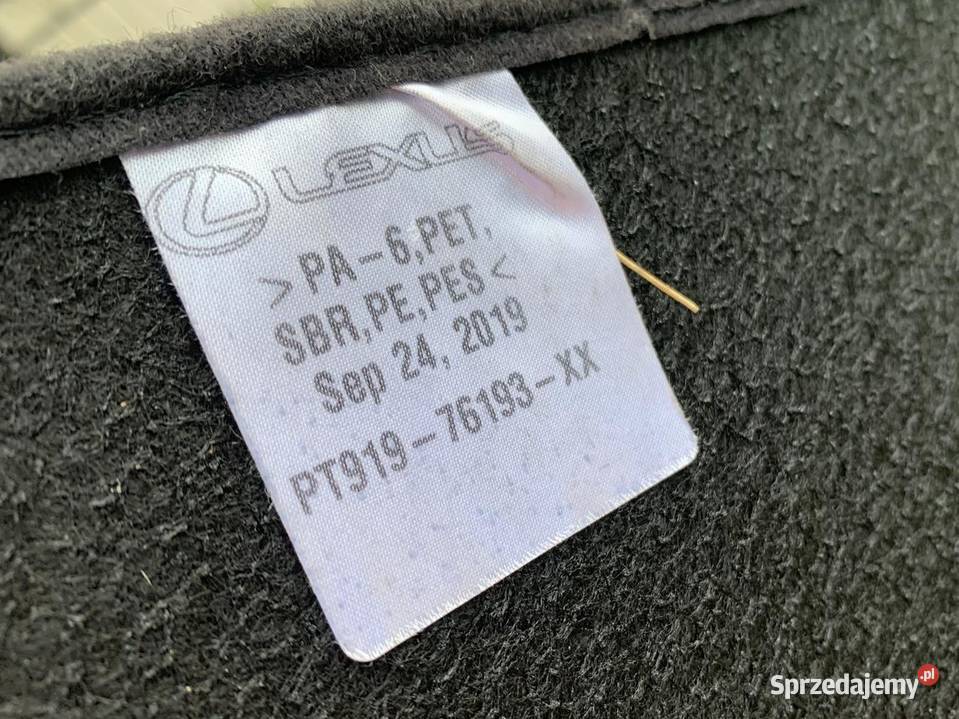 LEXUS
>PA-6,PET,
SBR,PE,PES<
Sep 24, 2019
PT919-76193-XX
Sprzedajemy.pl